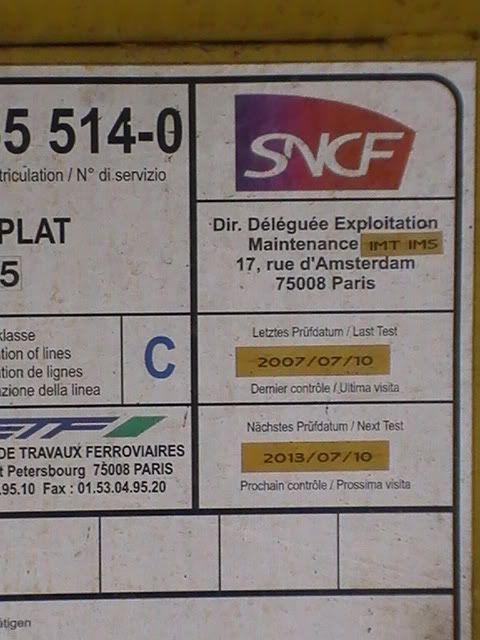 5 514-0
triculation / N° di servizio
PLAT
5
SNCF
Dir. Déléguée Exploitation
Maintenance IMT IMS
17, rue d'Amsterdam
75008 Paris
klasse
tion of lines
tion de lignes
azione della linea
C
Letztes Prüfdatum / Last Test
2007/07/10
Dernier contrôle / Ultima visita
ETF
DE TRAVAUX FERROVIAIRES
t Petersbourg 75008 PARIS
.95.10 Fax : 01.53.04.95.20
Nächstes Prüfdatum / Next Test
2013/07/10
Prochain contrôle / Prossima visita
ätigen